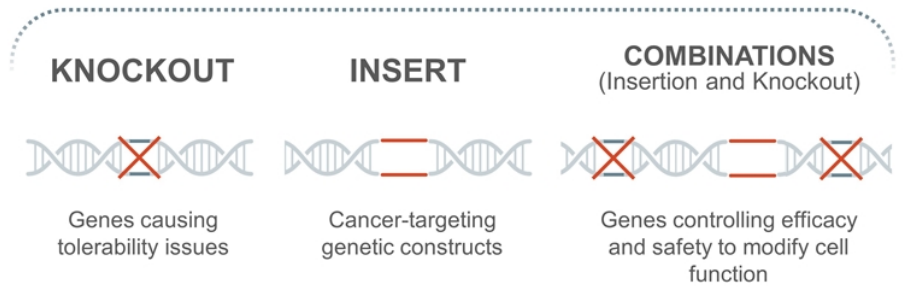 KNOCKOUT
Genes causing
tolerability issues
INSERT
Cancer-targeting
genetic constructs
COMBINATIONS
(Insertion and Knockout)
Genes controlling efficacy
and safety to modify cell
function